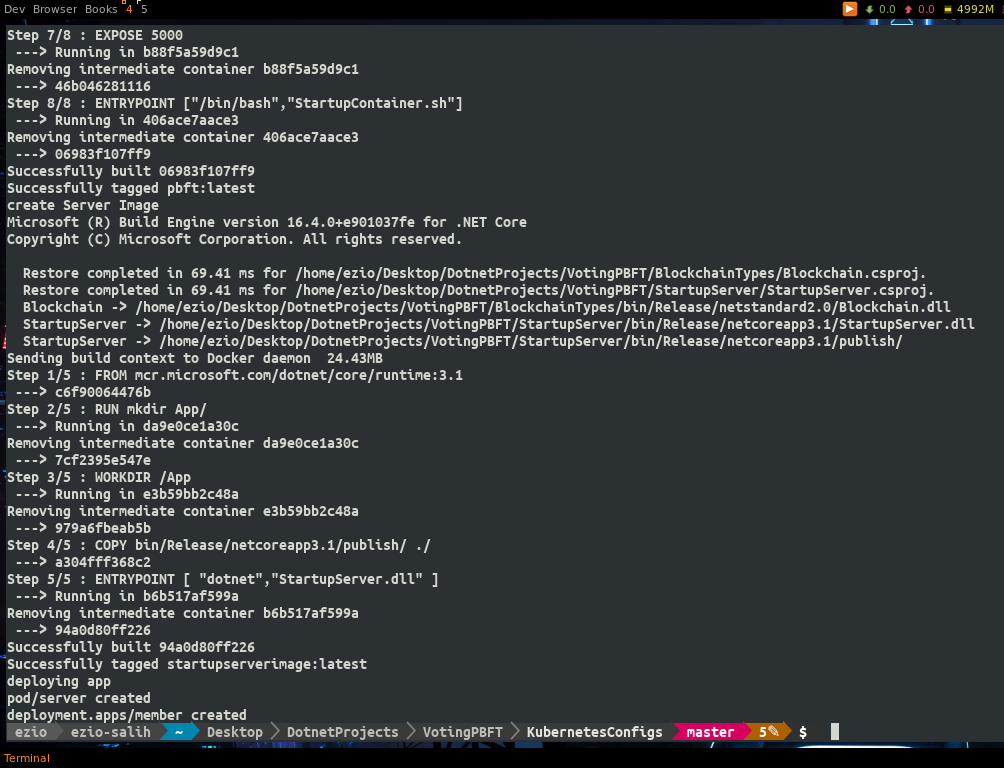 Dev Browser Books 4 5 0.0 0.0 4992M
Step 7/8 : EXPOSE 5000
 ---> Running in b88f5a59d9c1
Removing intermediate container b88f5a59d9c1
 ---> 46b046281116
Step 8/8 : ENTRYPOINT ["/bin/bash","StartupContainer.sh"]
 ---> Running in 406ace7aace3
Removing intermediate container 406ace7aace3
 ---> 06983f107ff9
Successfully built 06983f107ff9
Successfully tagged pbft:latest
create Server Image
Microsoft (R) Build Engine version 16.4.0+e901037fe for .NET Core
Copyright (C) Microsoft Corporation. All rights reserved.

  Restore completed in 69.41 ms for /home/ezio/Desktop/DotnetProjects/VotingPBFT/BlockchainTypes/Blockchain.csproj.
  Restore completed in 69.41 ms for /home/ezio/Desktop/DotnetProjects/VotingPBFT/StartupServer/StartupServer.csproj.
  Blockchain -> /home/ezio/Desktop/DotnetProjects/VotingPBFT/BlockchainTypes/bin/Release/netstandard2.0/Blockchain.dll
  StartupServer -> /home/ezio/Desktop/DotnetProjects/VotingPBFT/StartupServer/bin/Release/netcoreapp3.1/StartupServer.dll
  StartupServer -> /home/ezio/Desktop/DotnetProjects/VotingPBFT/StartupServer/bin/Release/netcoreapp3.1/publish/
Sending build context to Docker daemon  24.43MB
Step 1/5 : FROM mcr.microsoft.com/dotnet/core/runtime:3.1
 ---> c6f90064476b
Step 2/5 : RUN mkdir App/
 ---> Running in da9e0ce1a30c
Removing intermediate container da9e0ce1a30c
 ---> 7cf2395e547e
Step 3/5 : WORKDIR /App
 ---> Running in e3b59bb2c48a
Removing intermediate container e3b59bb2c48a
 ---> 979a6fbeab5b
Step 4/5 : COPY bin/Release/netcoreapp3.1/publish/ ./
 ---> a304fff368c2
Step 5/5 : ENTRYPOINT [ "dotnet","StartupServer.dll" ]
 ---> Running in b6b517af599a
Removing intermediate container b6b517af599a
 ---> 94a0d80ff226
Successfully built 94a0d80ff226
Successfully tagged startupserverimage:latest
deploying app
pod/server created
deployment.apps/member created
ezio ezio-salih ~ Desktop DotnetProjects VotingPBFT KubernetesConfigs master 5✎ $
Terminal